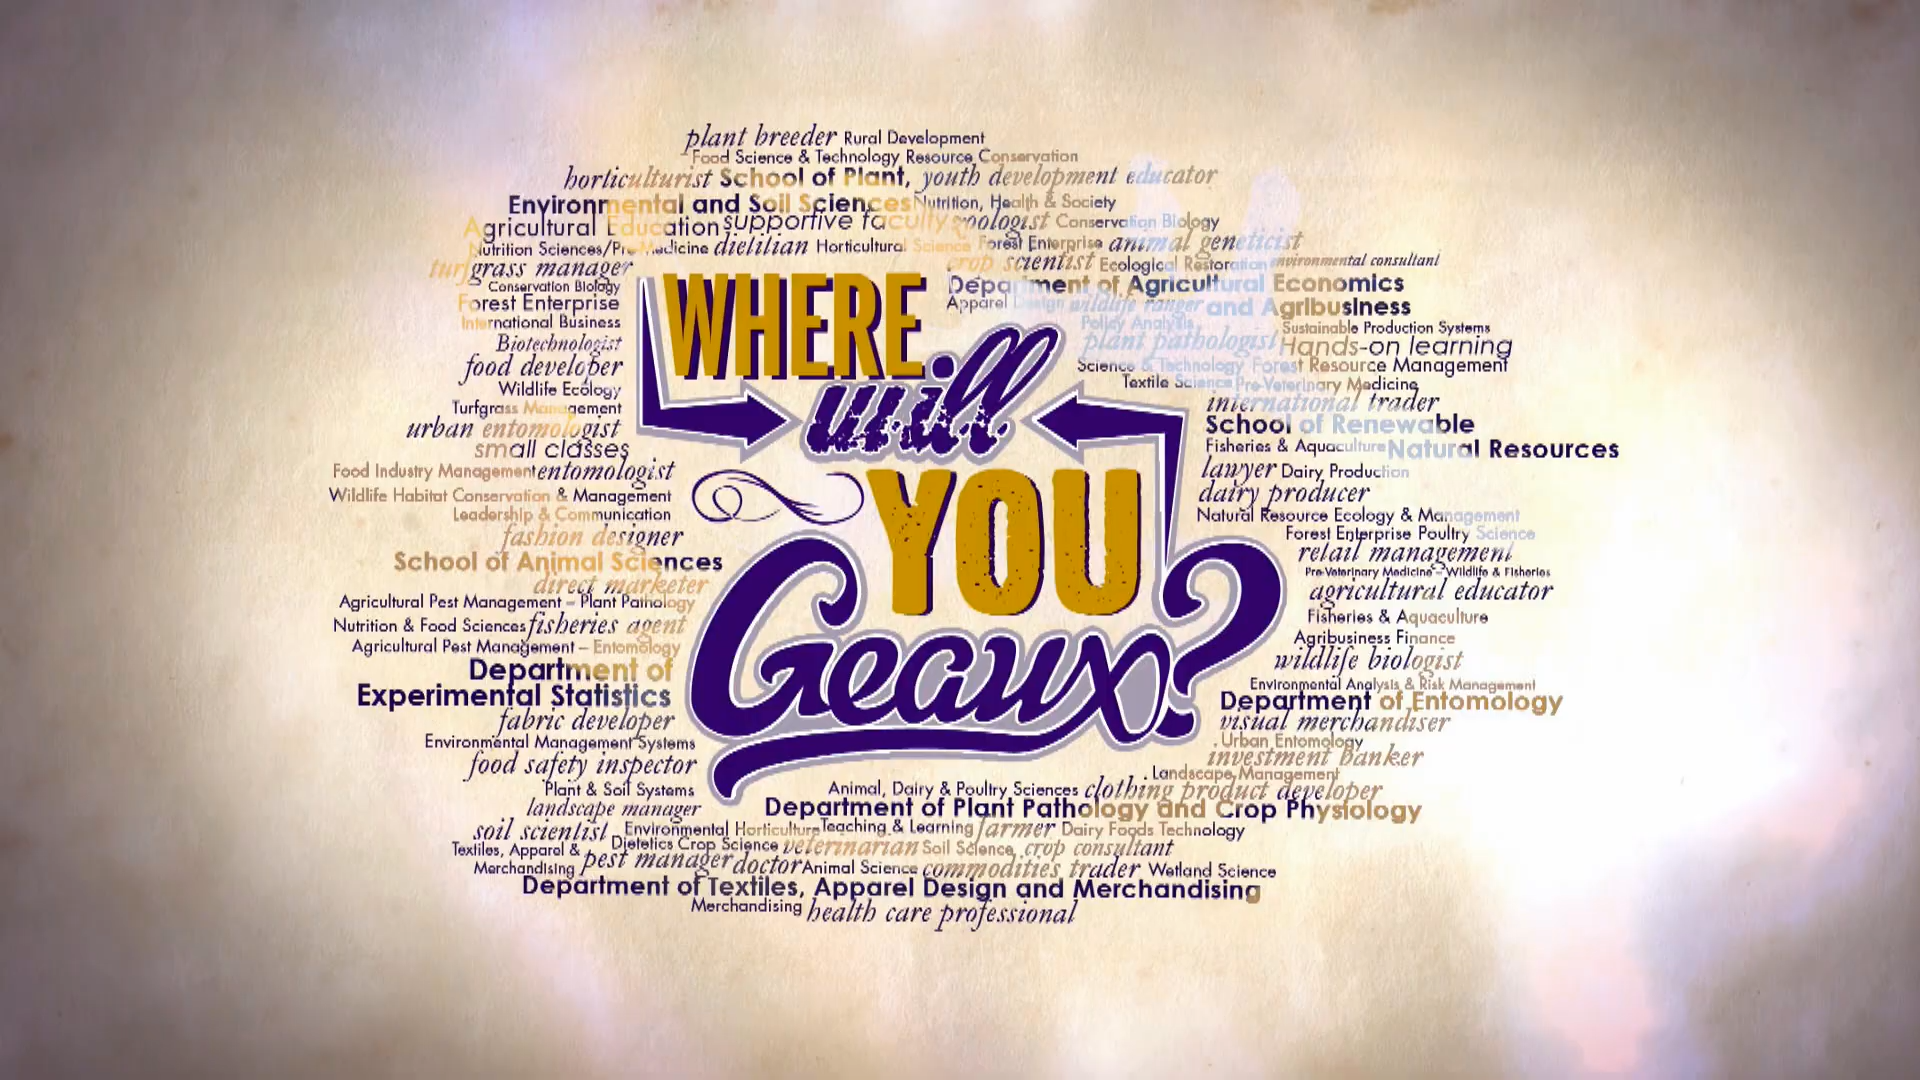 plant breeder Rural Development
Food Science & Technology Resource Conservation
horticulturist School of Plant, youth development educator
Environmental and Soil Sciences Nutrition, Health & Society
Agricultural Education supportive faculty zoologist Conservation Biology
Nutrition Sciences/Pre-Medicine dietitian Horticultural Science Forest Enterprise animal geneticist
turfgrass manager
crop scientist Ecological Restoration environmental consultant
Conservation Biology
Department of Agricultural Economics
Forest Enterprise
Apparel Design wildlife ranger and Agribusiness
International Business
Policy Analysis Sustainable Production Systems
Biotechnologist
plant pathologist Hands-on learning
food developer
Science & Technology Forest Resource Management
Wildlife Ecology
Textile Science Pre-Veterinary Medicine
Turfgrass Management
international trader
urban entomologist
School of Renewable
small classes
Fisheries & Aquaculture Natural Resources
Food Industry Management entomologist
lawyer Dairy Production
Wildlife Habitat Conservation & Management
dairy producer
Leadership & Communication
Natural Resource Ecology & Management
fashion designer
Forest Enterprise Poultry Science
School of Animal Sciences
retail management
direct marketer
Pre-Veterinary Medicine – Wildlife & Fisheries
Agricultural Pest Management – Plant Pathology
agricultural educator
Nutrition & Food Sciences fisheries agent
Fisheries & Aquaculture
Agricultural Pest Management – Entomology
Agribusiness Finance
Department of
wildlife biologist
Experimental Statistics
Environmental Analysis & Risk Management
Department of Entomology
fabric developer
visual merchandiser
Environmental Management Systems
Urban Entomology
food safety inspector
investment banker
WHERE
will
YOU
Geaux?
Landscape Management
Plant & Soil Systems
Animal, Dairy & Poultry Sciences clothing product developer
landscape manager
Department of Plant Pathology and Crop Physiology
soil scientist Environmental Horticulture Teaching & Learning farmer Dairy Foods Technology
Textiles, Apparel & Dietetics Crop Science veterinarian Soil Science crop consultant
Merchandising pest manager doctor Animal Science commodities trader Wetland Science
Department of Textiles, Apparel Design and Merchandising
Merchandising health care professional